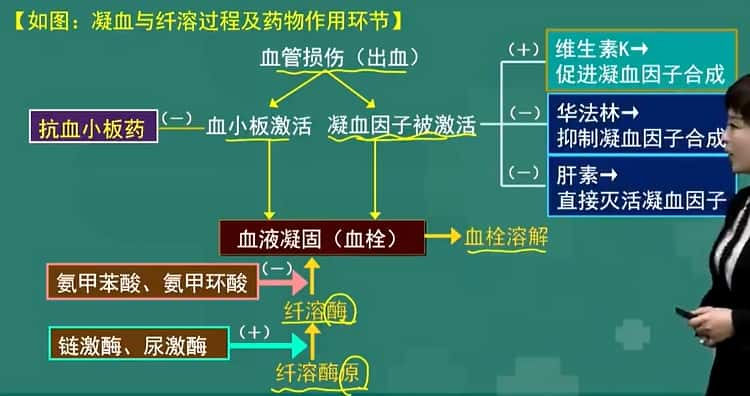 【如图：凝血与纤溶过程及药物作用环节】
血管损伤（出血）
抗血小板药
(一)
血小板激活
凝血因子被激活
(+)
维生素K→
促进凝血因子合成
(一)
华法林→
抑制凝血因子合成
(一)
肝素→
直接灭活凝血因子
血液凝固（血栓）
血栓溶解
氨甲苯酸、氨甲环酸
(一)
纤溶酶
链激酶、尿激酶
(+)
纤溶酶原